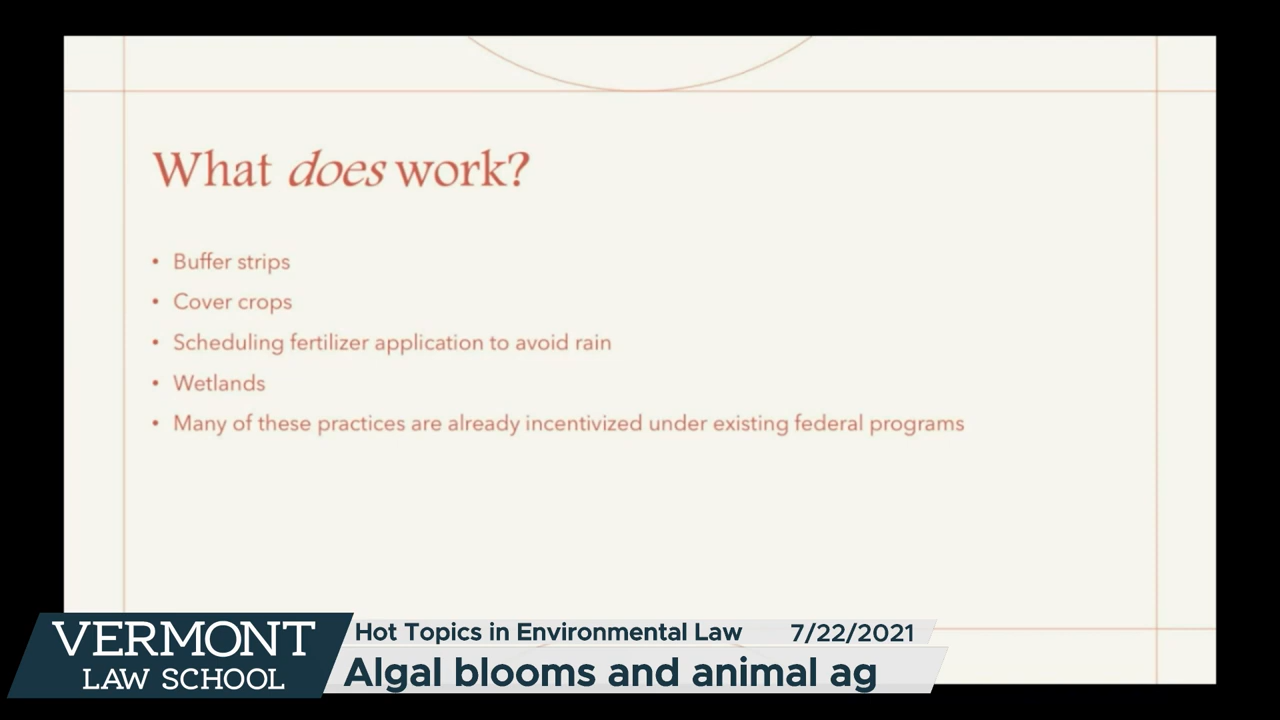 What does work?
• Buffer strips
• Cover crops
• Scheduling fertilizer application to avoid rain
• Wetlands
• Many of these practices are already incentivized under existing federal programs
VERMONT
LAW SCHOOL
Hot Topics in Environmental Law 7/22/2021
Algal blooms and animal ag